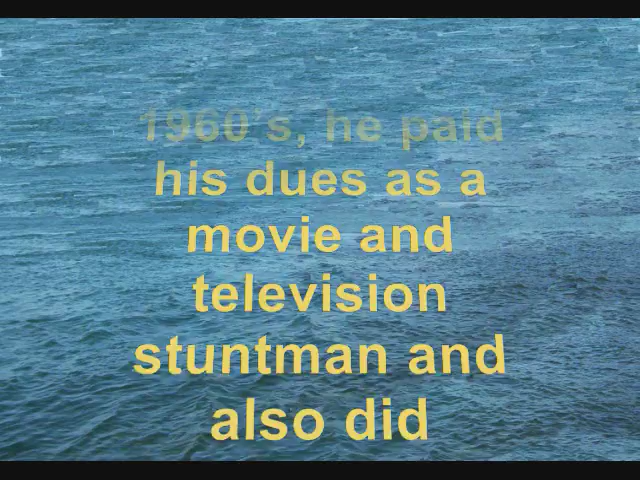 1960's, he paid
his dues as a
movie and
television
stuntman and
also did